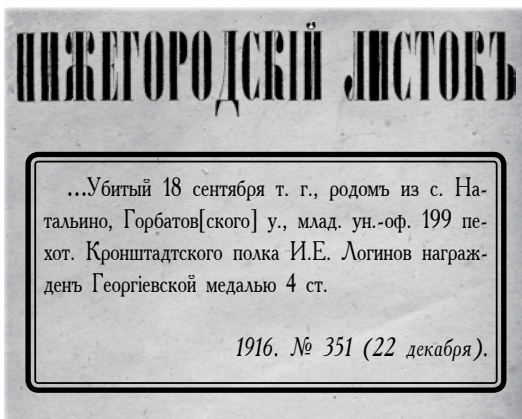 НИЖЕГОРОДСКІЙ ЛИСТОКЪ
...Убитый 18 сентября т. г., родомъ из с. На-
тальино, Горбатов[ского] у., млад. ун.-оф. 199 пе-
хот. Кронштадтского полка И.Е. Логинов награж-
денъ Георгіевской медалью 4 ст.
1916. № 351 (22 декабря).